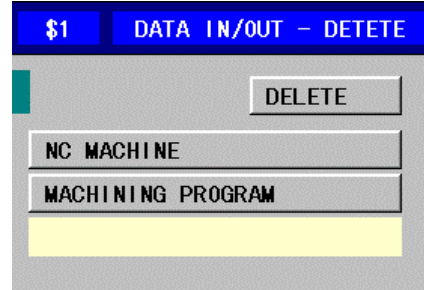 $1 DATA IN/OUT - DETETE
DELETE
NC MACHINE
MACHINING PROGRAM